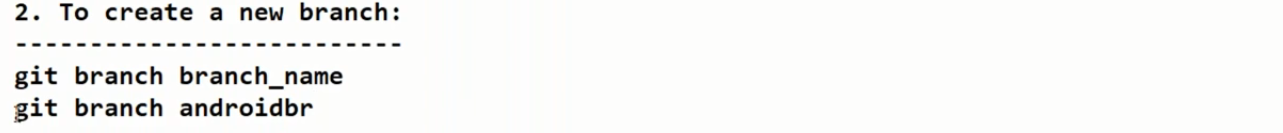 2. To create a new branch:
--------------------------
git branch branch_name
git branch androidbr